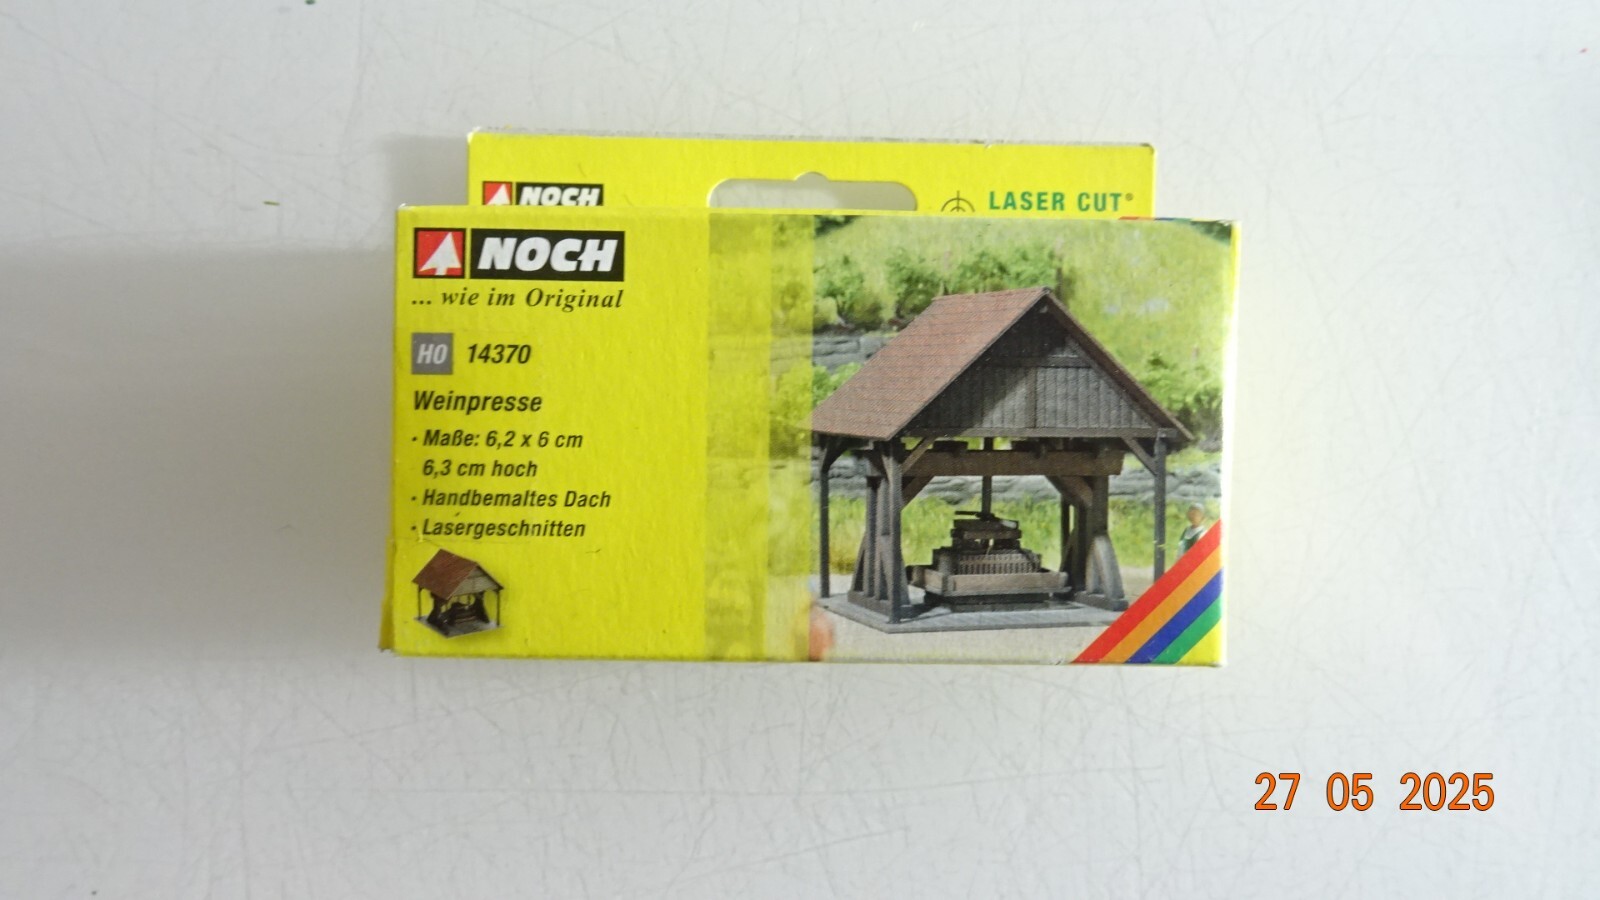 NOCH
LASER CUT®
NOCH
... wie im Original
H0 14370
Weinpresse
· Maße: 6,2 x 6 cm
6,3 cm hoch
· Handbemaltes Dach
· Lasergeschnitten
27 05 2025